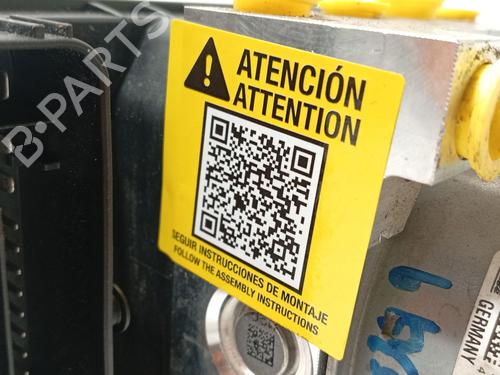 ATENCIÓN
ATTENTION
SEGUIR INSTRUCCIONES DE MONTAJE
FOLLOW THE ASSEMBLY INSTRUCTIONS
B-PARTS
GERMANY